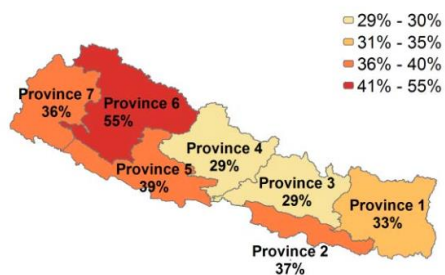 29% - 30%
31% - 35%
36% - 40%
41% - 55%
Province 7
36%
Province 6
55%
Province 5
39%
Province 4
29%
Province 3
29%
Province 1
33%
Province 2
37%